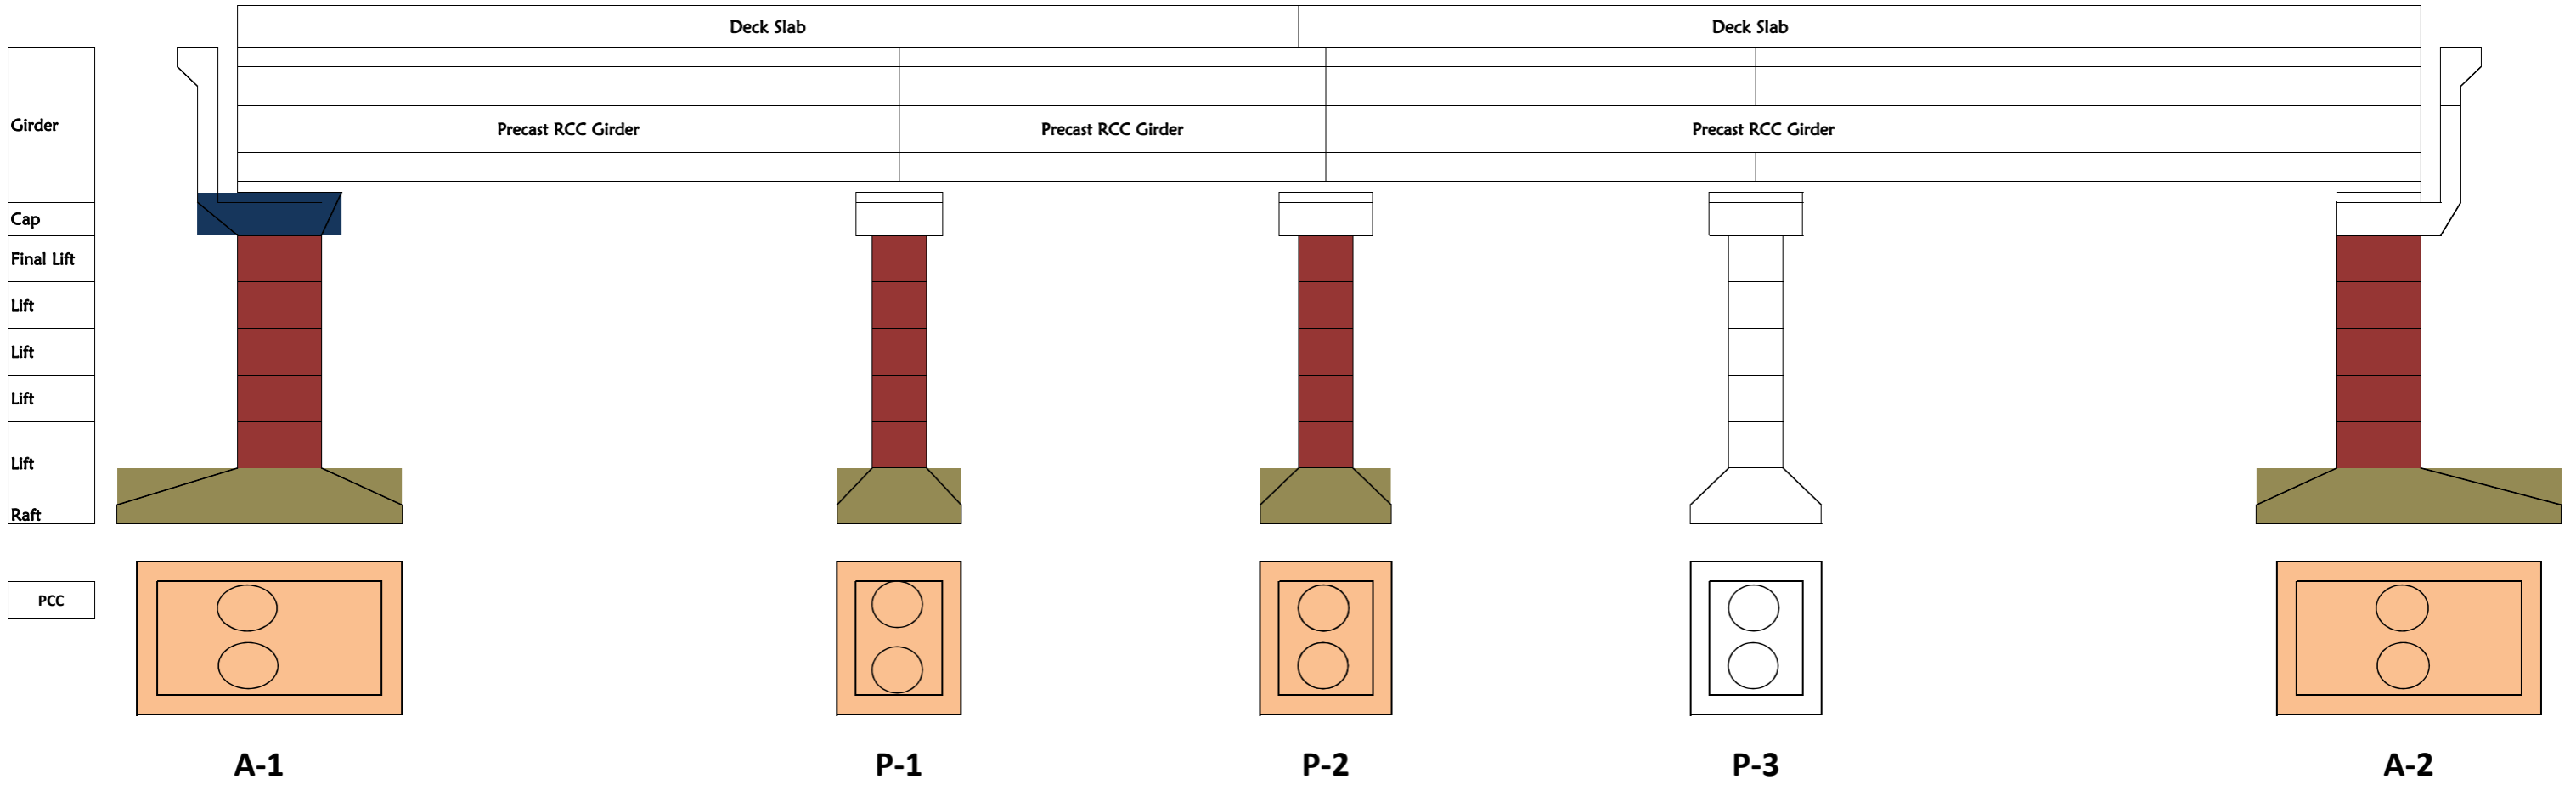 Deck Slab
Deck Slab
Girder
Precast RCC Girder
Precast RCC Girder
Precast RCC Girder
Cap
Final Lift
Lift
Lift
Lift
Lift
Raft
PCC
A-1
P-1
P-2
P-3
A-2